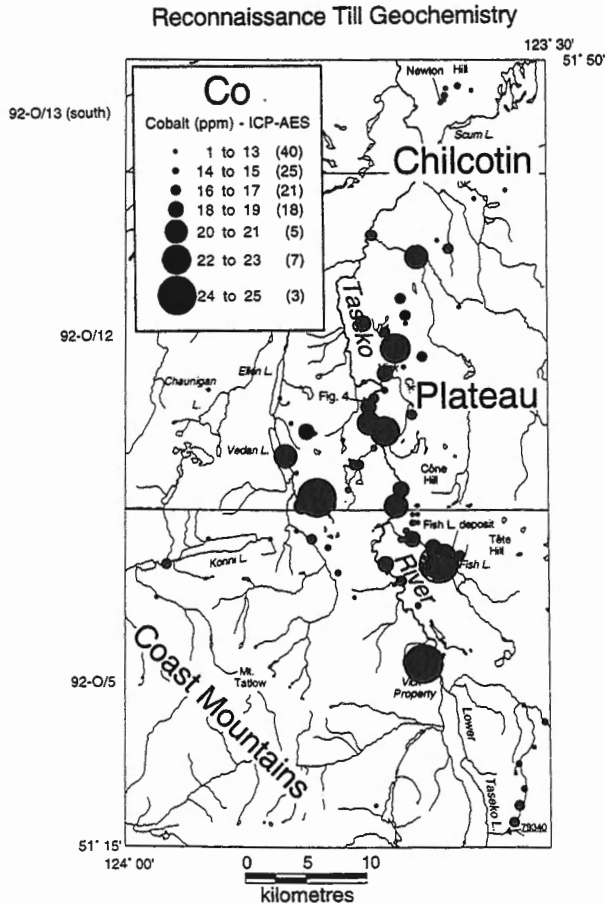 Reconnaissance Till Geochemistry
123° 30'
51° 50'
92-O/13 (south)
Co
Cobalt (ppm) - ICP-AES
1 to 13 (40)
14 to 15 (25)
16 to 17 (21)
18 to 19 (18)
20 to 21 (5)
22 to 23 (7)
24 to 25 (3)
Newton Hill
Scum L.
Chilcotin
Taseko
92-O/12
Ellen L.
Chaunigan
L.
Fig. 4
Ck.
Plateau
Vedan L.
Cône
Hill
Fish L. deposit
Tête
Hill
Fish L.
Konni L.
River
Coast Mountains
Mt.
Tatlow
92-O/5
Property
Lower
Taseko L.
79340
51° 15'
124° 00'
0 5 10
kilometres